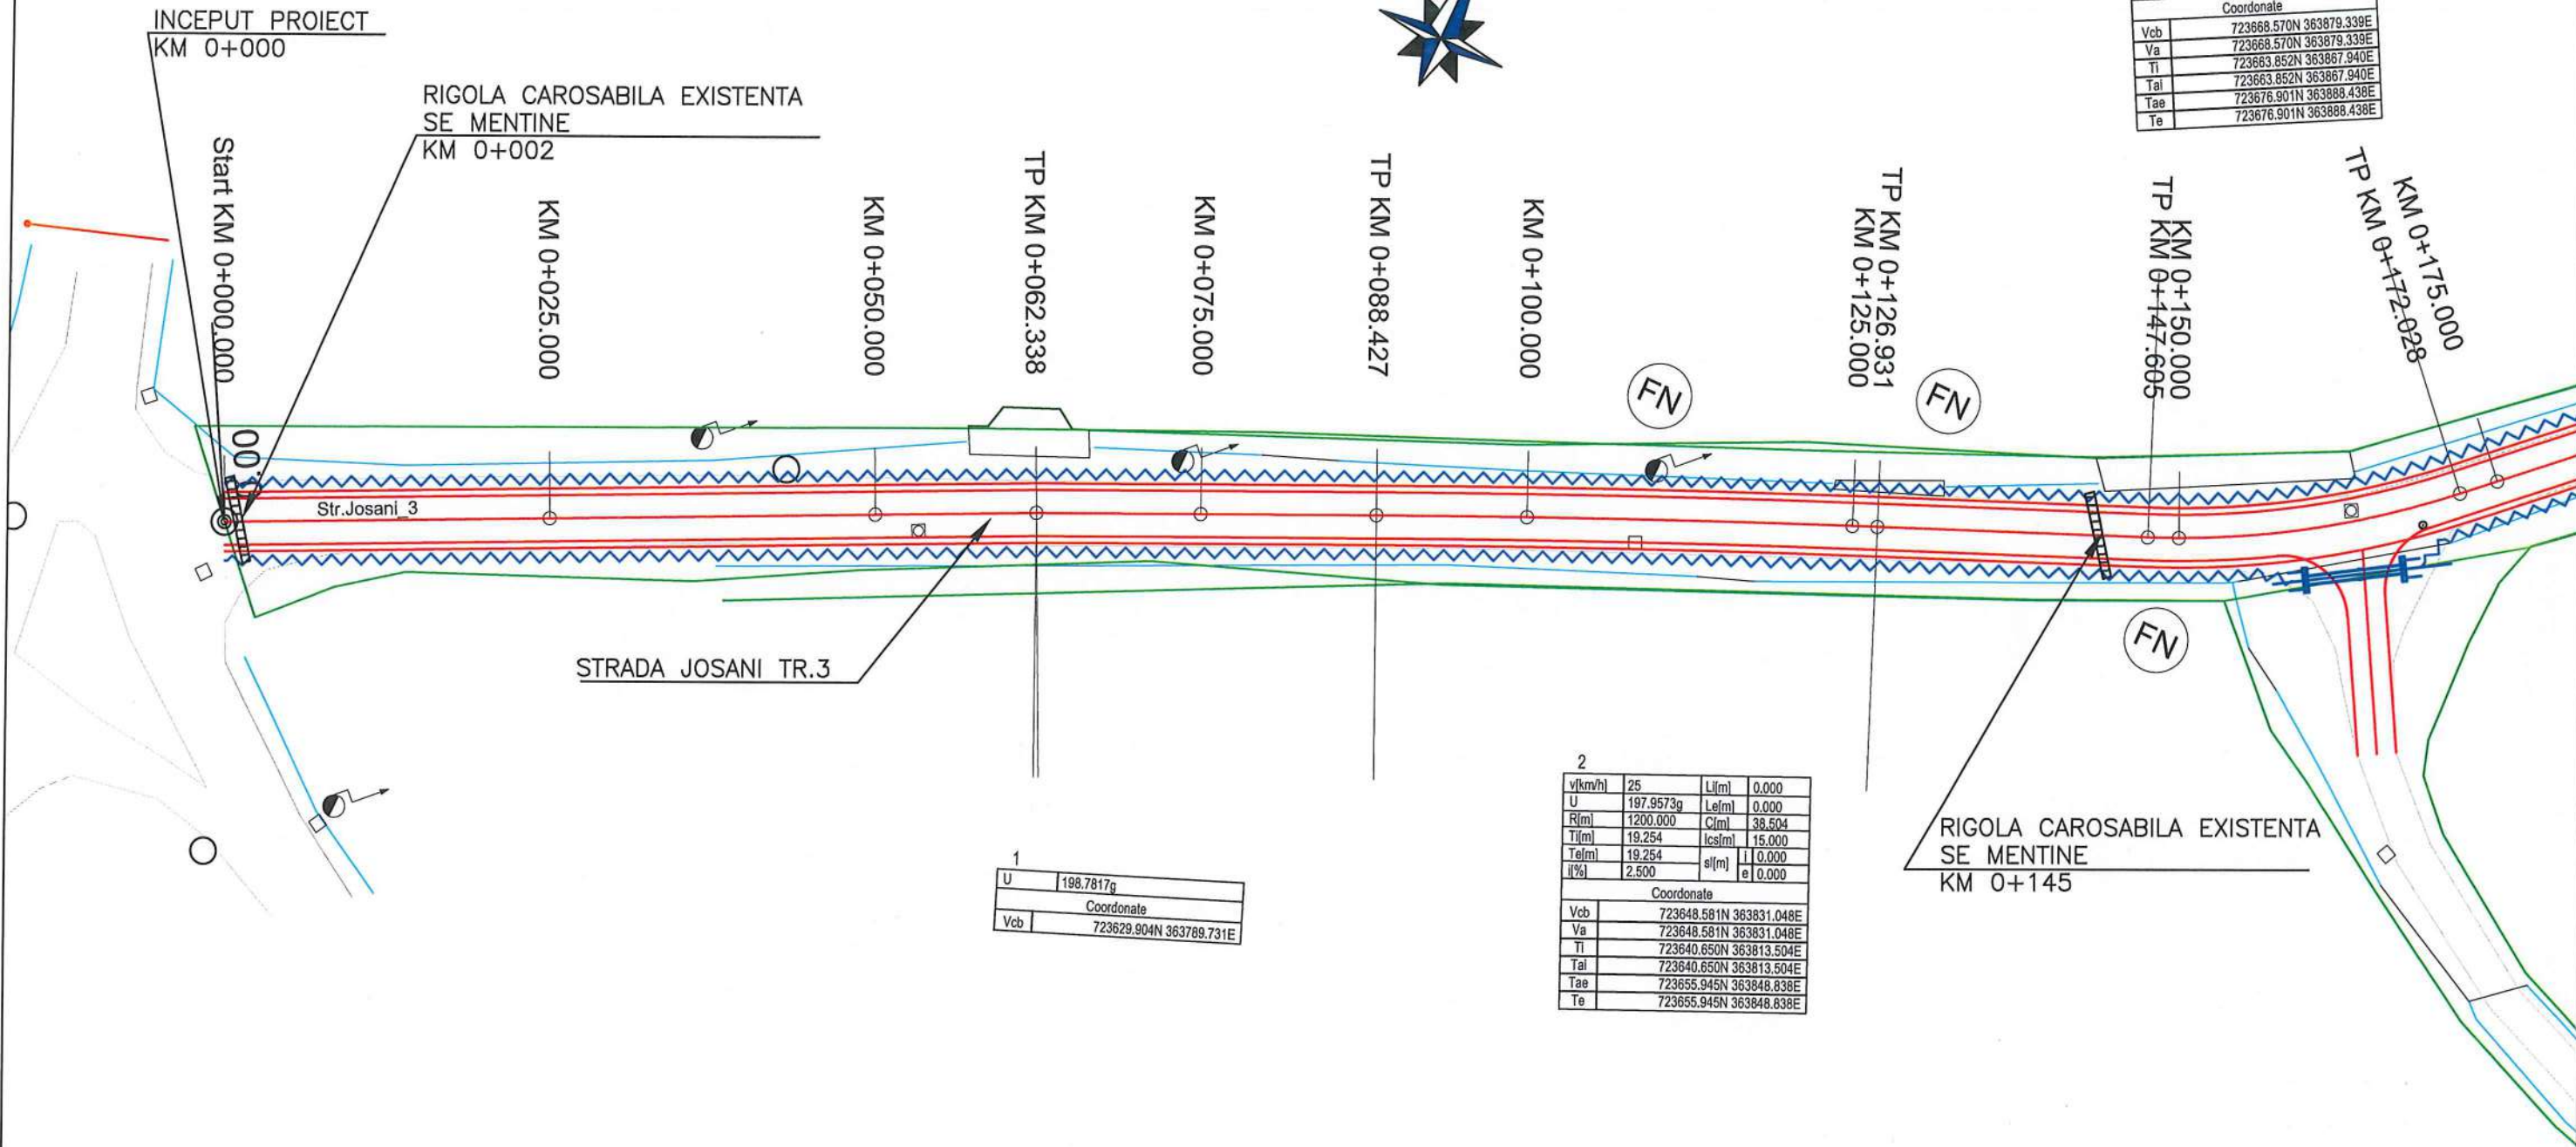 INCEPUT PROIECT
KM 0+000
RIGOLA CAROSABILA EXISTENTA
SE MENTINE
KM 0+002
Start KM 0+000.000
KM 0+025.000
KM 0+050.000
TP KM 0+062.338
KM 0+075.000
TP KM 0+088.427
KM 0+100.000
TP KM 0+126.931
KM 0+125.000
KM 0+150.000
TP KM 0+147.605
KM 0+175.000
TP KM 0+172.028
Coordonate
Vcb 723668.570N 363879.339E
Va 723668.570N 363879.339E
Ti 723663.852N 363867.940E
Tai 723663.852N 363867.940E
Tae 723676.901N 363888.438E
Te 723676.901N 363888.438E
FN
FN
Str.Josani_3
STRADA JOSANI TR.3
FN
RIGOLA CAROSABILA EXISTENTA
SE MENTINE
KM 0+145
1
U 198.7817g
Coordonate
Vcb 723629.904N 363789.731E
2
v[km/h] 25 Li[m] 0.000
U 197.9573g Le[m] 0.000
R[m] 1200.000 C[m] 38.504
Ti[m] 19.254 lcs[m] 15.000
Te[m] 19.254 sl[m] i 0.000
i[%] 2.500 e 0.000
Coordonate
Vcb 723648.581N 363831.048E
Va 723648.581N 363831.048E
Ti 723640.650N 363813.504E
Tai 723640.650N 363813.504E
Tae 723655.945N 363848.838E
Te 723655.945N 363848.838E